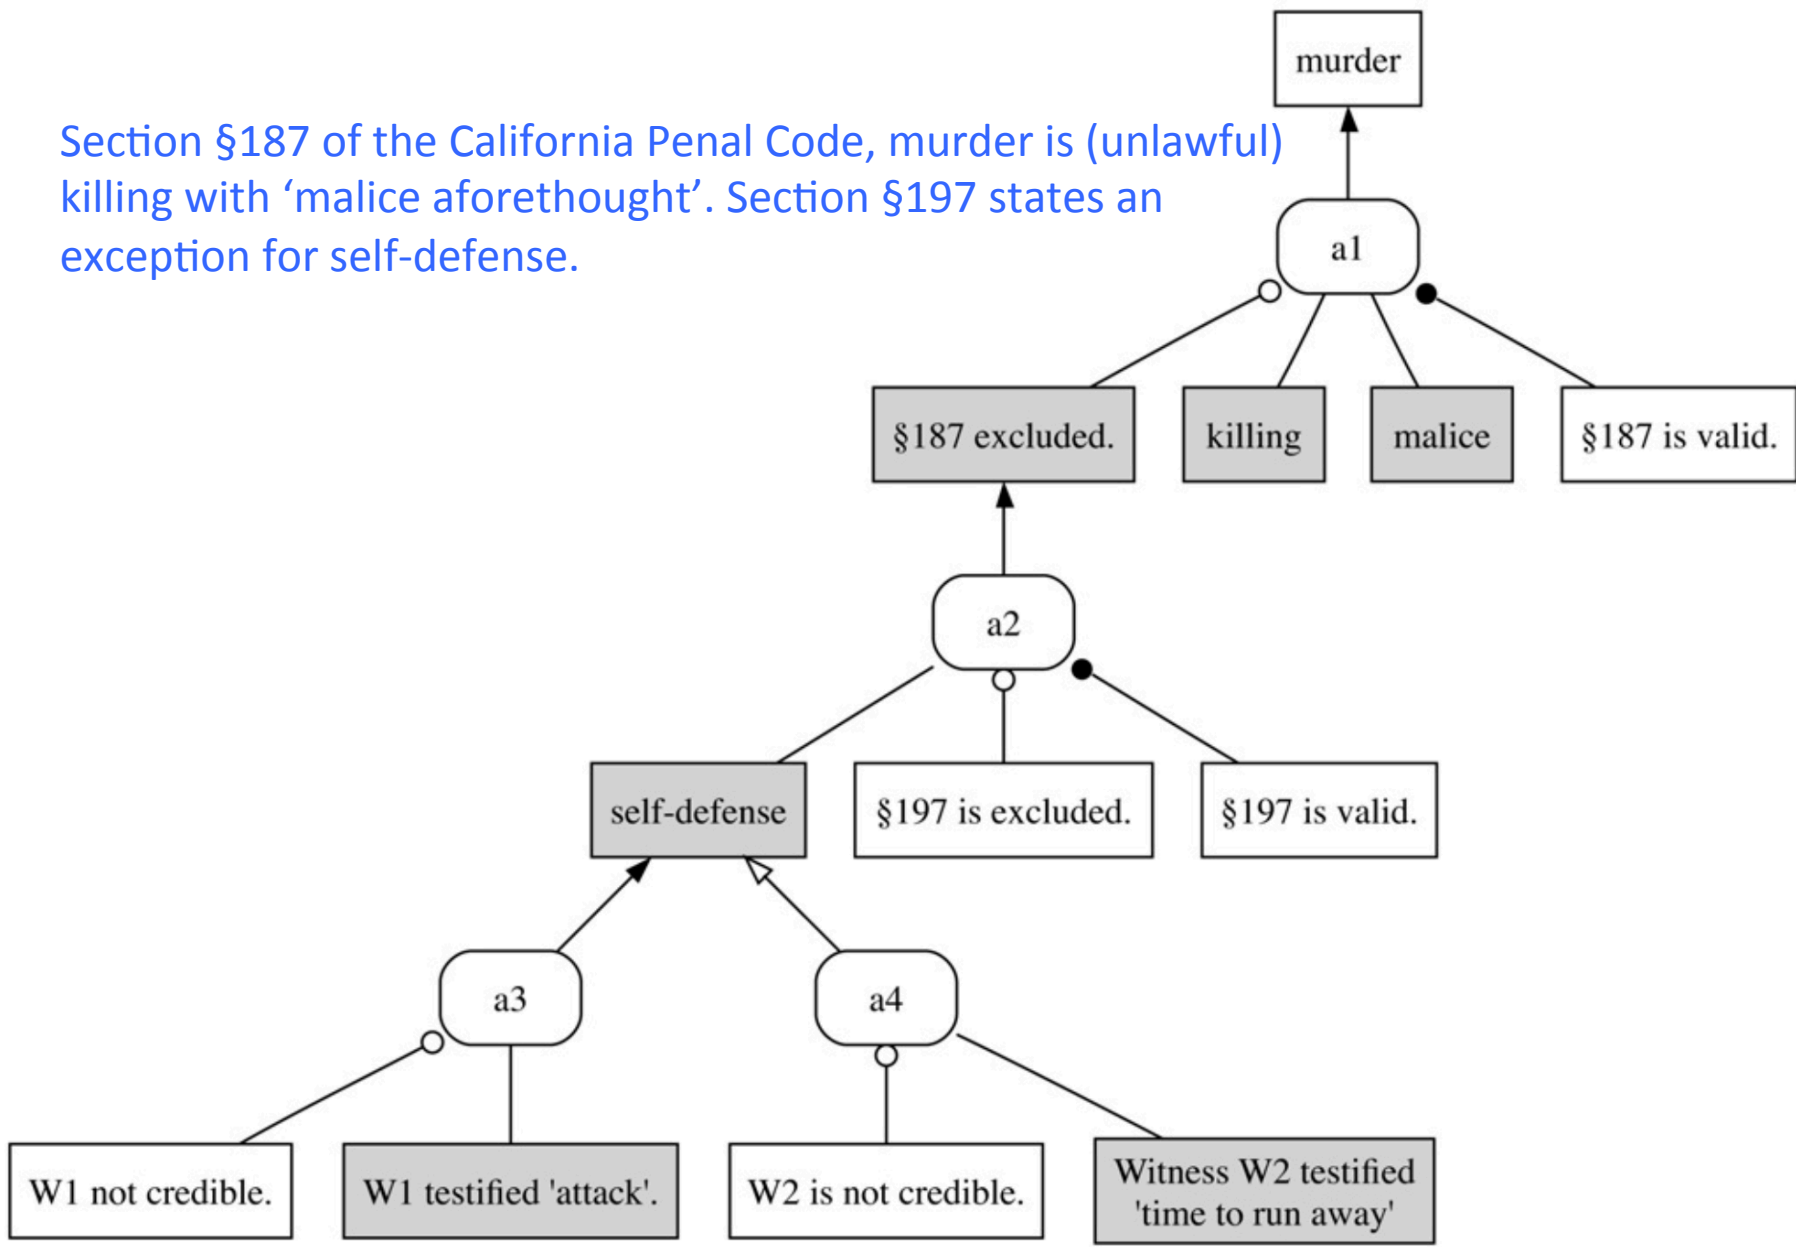 murder
Section §187 of the California Penal Code, murder is (unlawful)
killing with ‘malice aforethought’. Section §197 states an
exception for self-defense.
a1
§187 excluded.
killing
malice
§187 is valid.
a2
self-defense
§197 is excluded.
§197 is valid.
a3
a4
W1 not credible.
W1 testified 'attack'.
W2 is not credible.
Witness W2 testified
'time to run away'